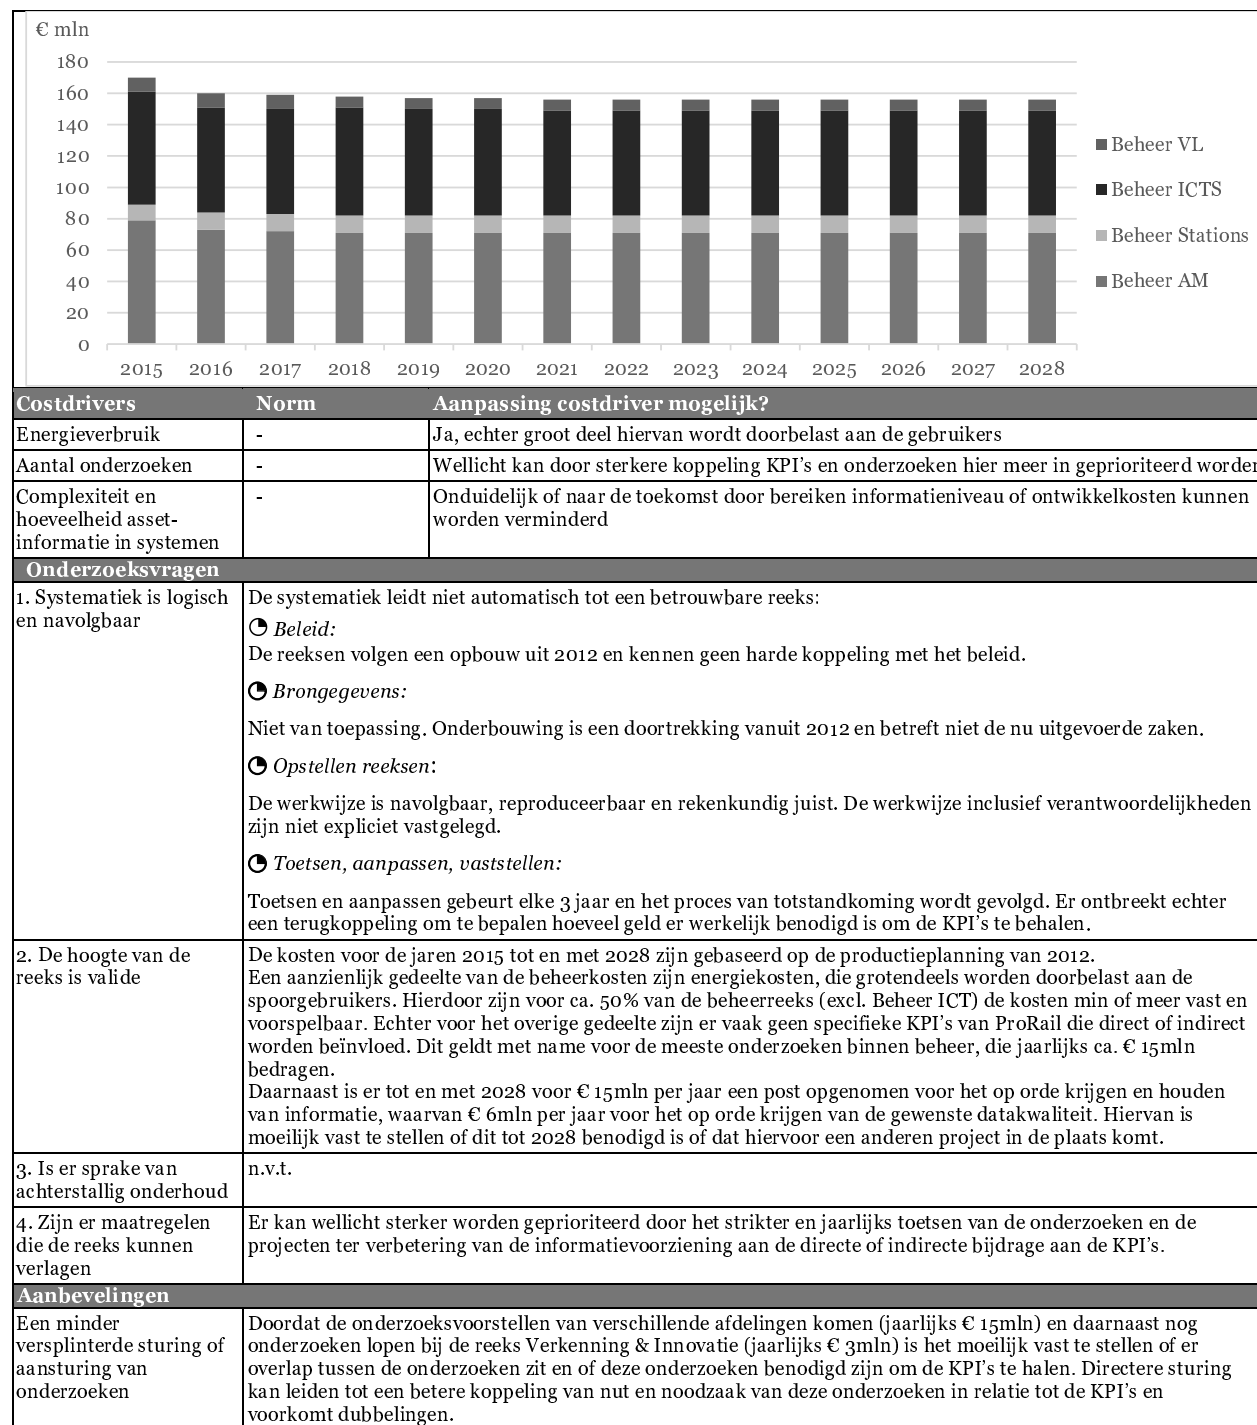 € mln
180
160
140
120
100
80
60
40
20
0
2015 2016 2017 2018 2019 2020 2021 2022 2023 2024 2025 2026 2027 2028
Beheer VL
Beheer ICTS
Beheer Stations
Beheer AM
Costdrivers Norm Aanpassing costdriver mogelijk?
Energieverbruik - Ja, echter groot deel hiervan wordt doorbelast aan de gebruikers
Aantal onderzoeken - Wellicht kan door sterkere koppeling KPI's en onderzoeken hier meer in geprioriteerd worden
Complexiteit en - Onduidelijk of naar de toekomst door bereiken informatieniveau of ontwikkelkosten kunnen
hoeveelheid asset- worden verminderd
informatie in systemen
Onderzoeksvragen
1. Systematiek is logisch
en navolgbaar
De systematiek leidt niet automatisch tot een betrouwbare reeks:
Beleid:
De reeksen volgen een opbouw uit 2012 en kennen geen harde koppeling met het beleid.
Brongegevens:
Niet van toepassing. Onderbouwing is een doortrekking vanuit 2012 en betreft niet de nu uitgevoerde zaken.
Opstellen reeksen:
De werkwijze is navolgbaar, reproduceerbaar en rekenkundig juist. De werkwijze inclusief verantwoordelijkheden
zijn niet expliciet vastgelegd.
Toetsen, aanpassen, vaststellen:
Toetsen en aanpassen gebeurt elke 3 jaar en het proces van totstandkoming wordt gevolgd. Er ontbreekt echter
een terugkoppeling om te bepalen hoeveel geld er werkelijk benodigd is om de KPI's te behalen.
2. De hoogte van de
reeks is valide
De kosten voor de jaren 2015 tot en met 2028 zijn gebaseerd op de productieplanning van 2012.
Een aanzienlijk gedeelte van de beheerkosten zijn energiekosten, die grotendeels worden doorbelast aan de
spoorgebruikers. Hierdoor zijn voor ca. 50% van de beheerreeks (excl. Beheer ICT) de kosten min of meer vast en
voorspelbaar. Echter voor het overige gedeelte zijn er vaak geen specifieke KPI's van ProRail die direct of indirect
worden beïnvloed. Dit geldt met name voor de meeste onderzoeken binnen beheer, die jaarlijks ca. € 15mln
bedragen.
Daarnaast is er tot en met 2028 voor € 15mln per jaar een post opgenomen voor het op orde krijgen en houden
van informatie, waarvan € 6mln per jaar voor het op orde krijgen van de gewenste datakwaliteit. Hiervan is
moeilijk vast te stellen of dit tot 2028 benodigd is of dat hiervoor een anderen project in de plaats komt.
3. Is er sprake van
achterstallig onderhoud
n.v.t.
4. Zijn er maatregelen
die de reeks kunnen
verlagen
Er kan wellicht sterker worden geprioriteerd door het strikter en jaarlijks toetsen van de onderzoeken en de
projecten ter verbetering van de informatievoorziening aan de directe of indirecte bijdrage aan de KPI's.
Aanbevelingen
Een minder
versplinterde sturing of
aansturing van
onderzoeken
Doordat de onderzoeksvoorstellen van verschillende afdelingen komen (jaarlijks € 15mln) en daarnaast nog
onderzoeken lopen bij de reeks Verkenning & Innovatie (jaarlijks € 3mln) is het moeilijk vast te stellen of er
overlap tussen de onderzoeken zit en of deze onderzoeken benodigd zijn om de KPI's te halen. Directere sturing
kan leiden tot een betere koppeling van nut en noodzaak van deze onderzoeken in relatie tot de KPI's en
voorkomt dubbelingen.